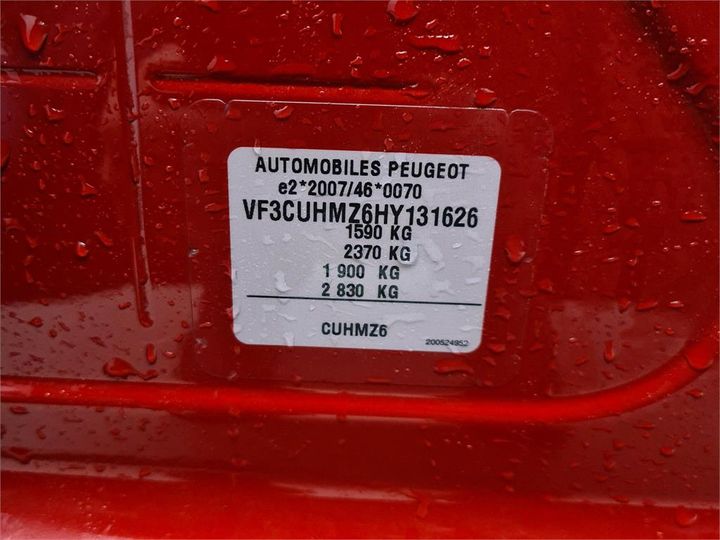 AUTOMOBILES PEUGEOT
e2*2007/46*0070
VF3CUHMZ6HY131626
1590 KG
2370 KG
1 900 KG
2 830 KG
CUHMZ6
200524952